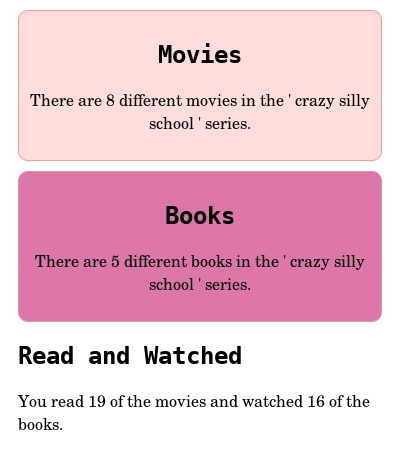 Movies
There are 8 different movies in the ' crazy silly
school ' series.
Books
There are 5 different books in the ' crazy silly
school ' series.
Read and Watched
You read 19 of the movies and watched 16 of the
books.